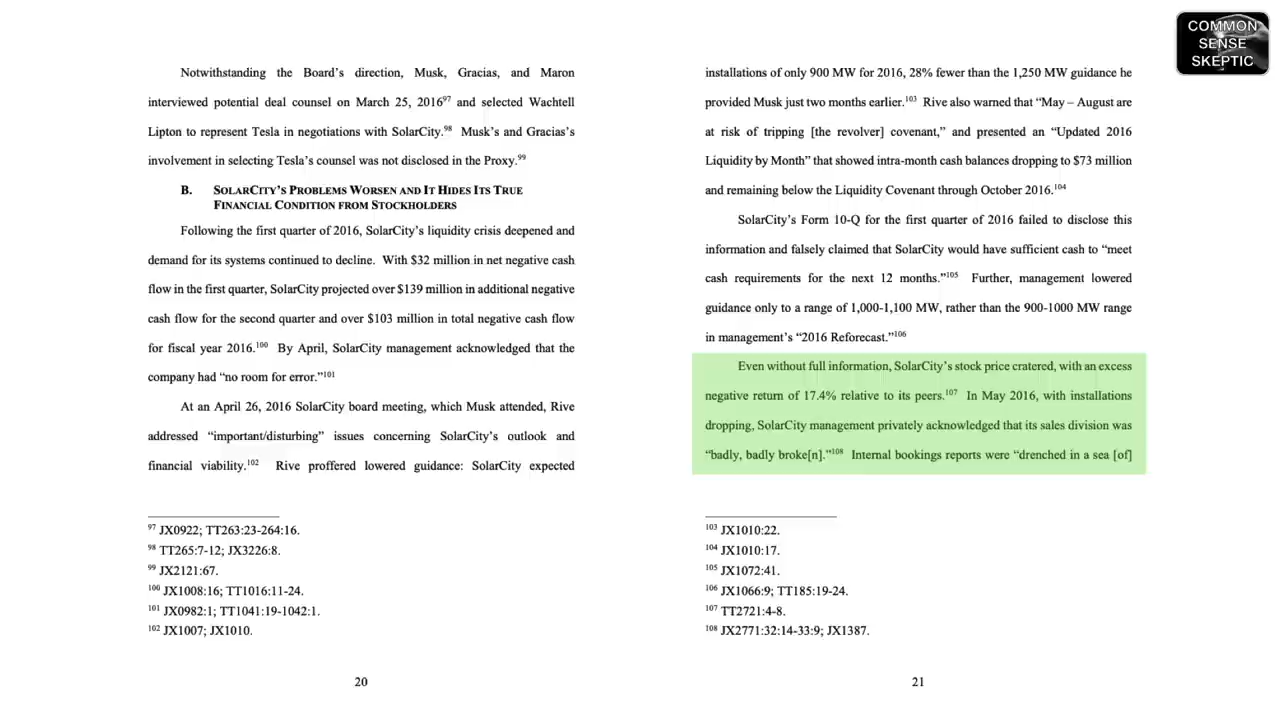 COMMON
SENSE
SKEPTIC
Notwithstanding the Board’s direction, Musk, Gracias, and Maron
interviewed potential deal counsel on March 25, 2016⁹⁷ and selected Wachtell
Lipton to represent Tesla in negotiations with SolarCity.⁹⁸ Musk’s and Gracias’s
involvement in selecting Tesla’s counsel was not disclosed in the Proxy.⁹⁹
B. SOLARCITY’S PROBLEMS WORSEN AND IT HIDES ITS TRUE
FINANCIAL CONDITION FROM STOCKHOLDERS
Following the first quarter of 2016, SolarCity’s liquidity crisis deepened and
demand for its systems continued to decline. With $32 million in net negative cash
flow in the first quarter, SolarCity projected over $139 million in additional negative
cash flow for the second quarter and over $103 million in total negative cash flow
for fiscal year 2016.¹⁰⁰ By April, SolarCity management acknowledged that the
company had “no room for error.”¹⁰¹
At an April 26, 2016 SolarCity board meeting, which Musk attended, Rive
addressed “important/disturbing” issues concerning SolarCity’s outlook and
financial viability.¹⁰² Rive proffered lowered guidance: SolarCity expected
⁹⁷ JX0922; TT263:23-264:16.
⁹⁸ TT265:7-12; JX3226:8.
⁹⁹ JX2121:67.
¹⁰⁰ JX1008:16; TT1016:11-24.
¹⁰¹ JX0982:1; TT1041:19-1042:1.
¹⁰² JX1007; JX1010.
20
installations of only 900 MW for 2016, 28% fewer than the 1,250 MW guidance he
provided Musk just two months earlier.¹⁰³ Rive also warned that “May – August are
at risk of tripping [the revolver] covenant,” and presented an “Updated 2016
Liquidity by Month” that showed intra-month cash balances dropping to $73 million
and remaining below the Liquidity Covenant through October 2016.¹⁰⁴
SolarCity’s Form 10-Q for the first quarter of 2016 failed to disclose this
information and falsely claimed that SolarCity would have sufficient cash to “meet
cash requirements for the next 12 months.”¹⁰⁵ Further, management lowered
guidance only to a range of 1,000-1,100 MW, rather than the 900-1000 MW range
in management’s “2016 Reforecast.”¹⁰⁶
Even without full information, SolarCity’s stock price cratered, with an excess
negative return of 17.4% relative to its peers.¹⁰⁷ In May 2016, with installations
dropping, SolarCity management privately acknowledged that its sales division was
“badly, badly broke[n].”¹⁰⁸ Internal bookings reports were “drenched in a sea [of]
¹⁰³ JX1010:22.
¹⁰⁴ JX1010:17.
¹⁰⁵ JX1072:41.
¹⁰⁶ JX1066:9; TT185:19-24.
¹⁰⁷ TT2721:4-8.
¹⁰⁸ JX2771:32:14-33:9; JX1387.
21